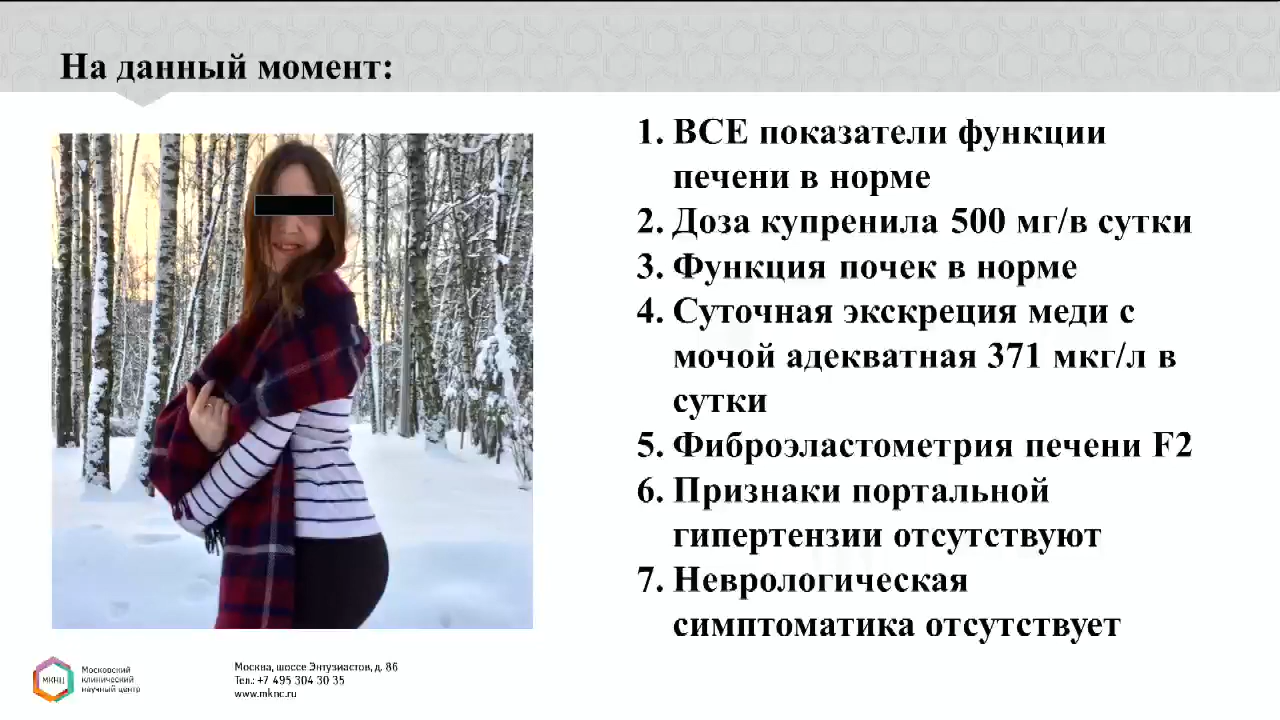 На данный момент:
1. ВСЕ показатели функции
печени в норме
2. Доза купренила 500 мг/в сутки
3. Функция почек в норме
4. Суточная экскреция меди с
мочой адекватная 371 мкг/л в
сутки
5. Фиброэластометрия печени F2
6. Признаки портальной
гипертензии отсутствуют
7. Неврологическая
симптоматика отсутствует
МКНЦ
Московский
клинический
научный центр
Москва, шоссе Энтузиастов, д. 86
Тел.: +7 495 304 30 35
www.mknc.ru